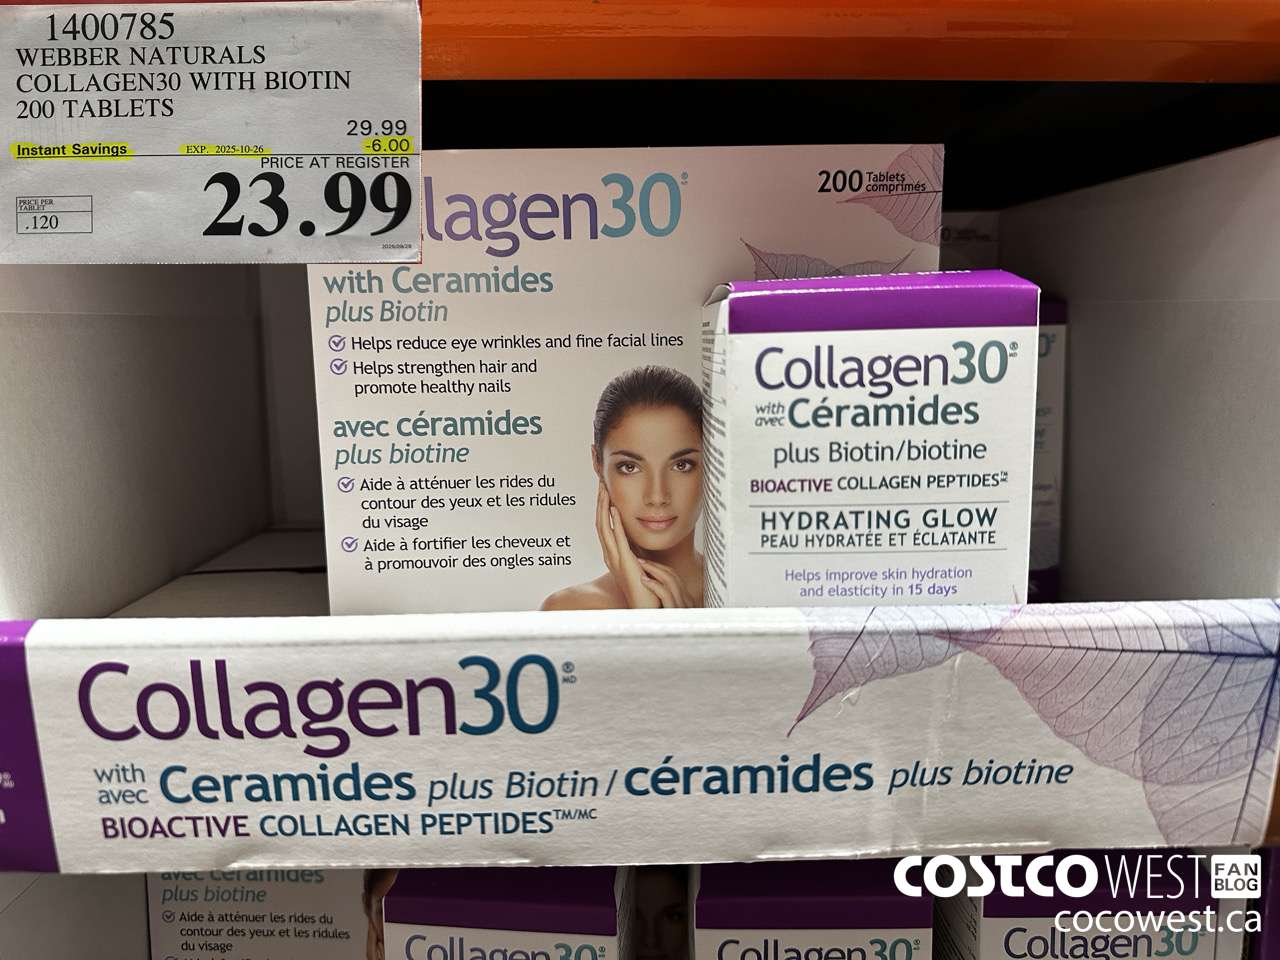 1400785
WEBBER NATURALS
COLLAGEN30 WITH BIOTIN
200 TABLETS
29.99
Instant Savings EXP. 2025-10-26 -6.00
PRICE AT REGISTER
23.99
PRICE PER
TABLET
.120
lagen30
200 Tablets
comprimés
with Ceramides
plus Biotin
Helps reduce eye wrinkles and fine facial lines
Helps strengthen hair and
promote healthy nails
avec céramides
plus biotine
Aide à atténuer les rides du
contour des yeux et les ridules
du visage
Aide à fortifier les cheveux et
à promouvoir des ongles sains
Collagen30® MD
with
avec Céramides
plus Biotin/biotine
BIOACTIVE COLLAGEN PEPTIDES
HYDRATING GLOW
PEAU HYDRATÉE ET ÉCLATANTE
Helps improve skin hydration
and elasticity in 15 days
Collagen30® MD
with
avec Ceramides plus Biotin / céramides plus biotine
BIOACTIVE COLLAGEN PEPTIDES™/MC
avec céramides
plus biotine
Aide à atténuer les rides du
contour des yeux et les ridules
du visage
Collagen30
Collagen30
Collagen30
COSTCO WEST FAN
BLOG
cocowest.ca